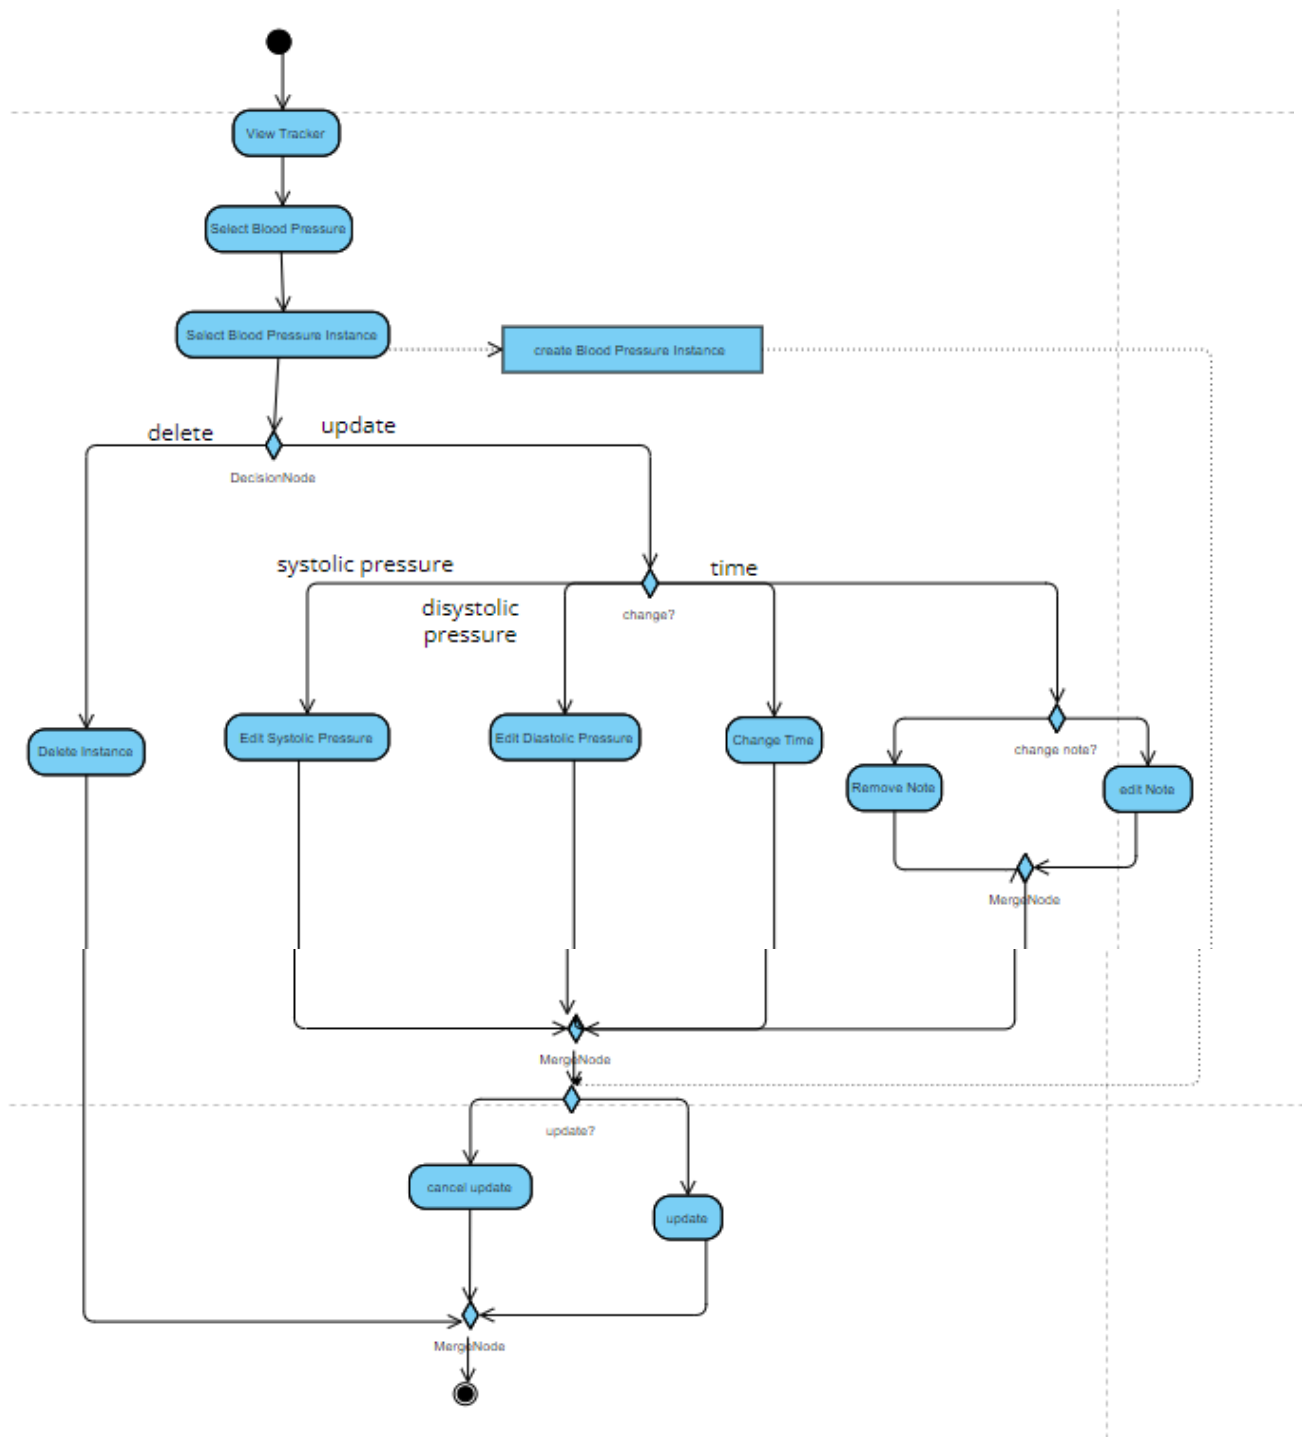 View Tracker
Select Blood Pressure
Select Blood Pressure Instance
create Blood Pressure Instance
delete
update
DecisionNode
systolic pressure
time
disystolic
pressure
change?
Edit Systolic Pressure
Edit Diastolic Pressure
Change Time
Delete Instance
change note?
Remove Note
edit Note
MergeNode
MergeNode
update?
cancel update
update
MergeNode